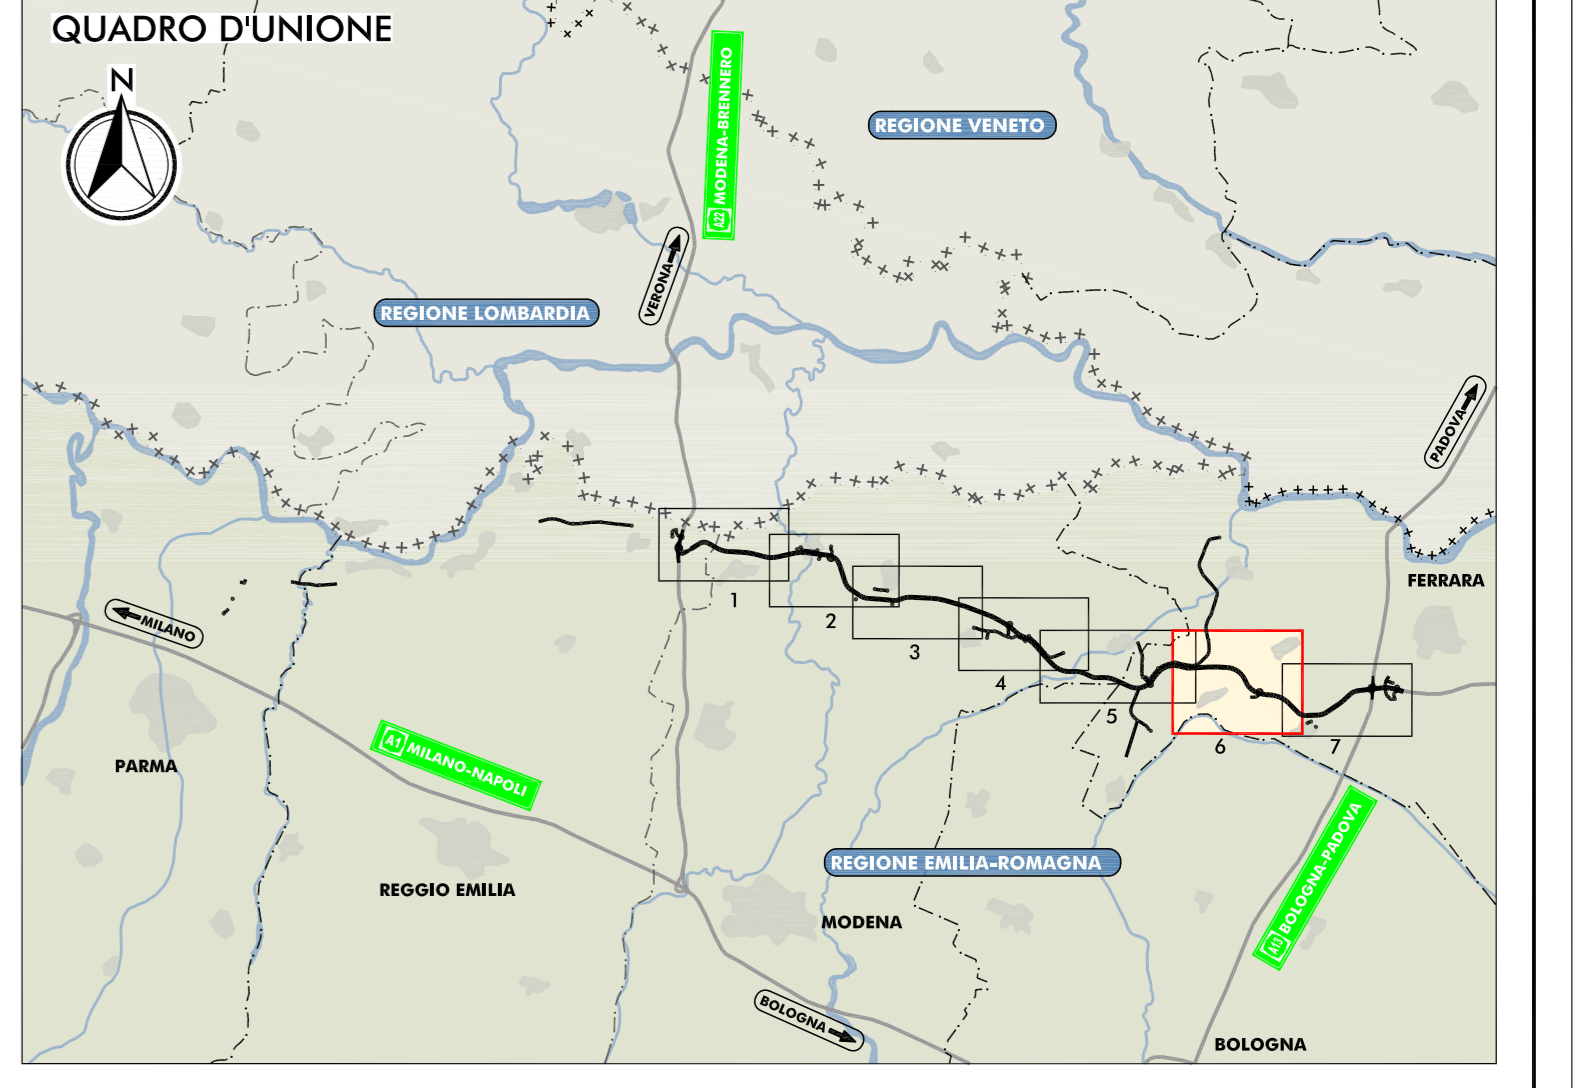 QUADRO D'UNIONE
N
A22 MODENA-BRENNERO
REGIONE VENETO
VERONA
REGIONE LOMBARDIA
PADOVA
FERRARA
MILANO
1
2
3
4
5
6
7
PARMA
A1 MILANO-NAPOLI
REGGIO EMILIA
REGIONE EMILIA-ROMAGNA
MODENA
A13 BOLOGNA-PADOVA
BOLOGNA
BOLOGNA